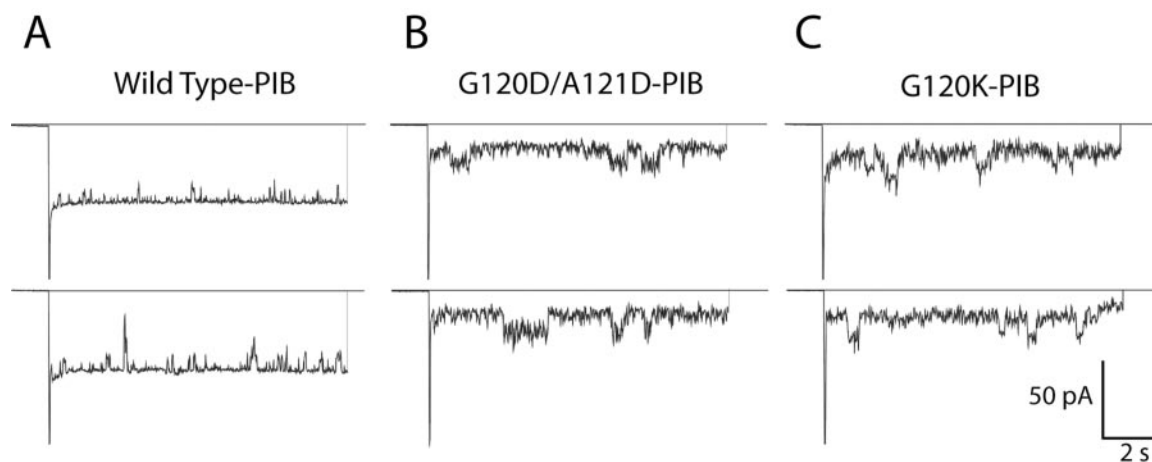 A
B
C
Wild Type-PIB
G120D/A121D-PIB
G120K-PIB
50 pA
2 s